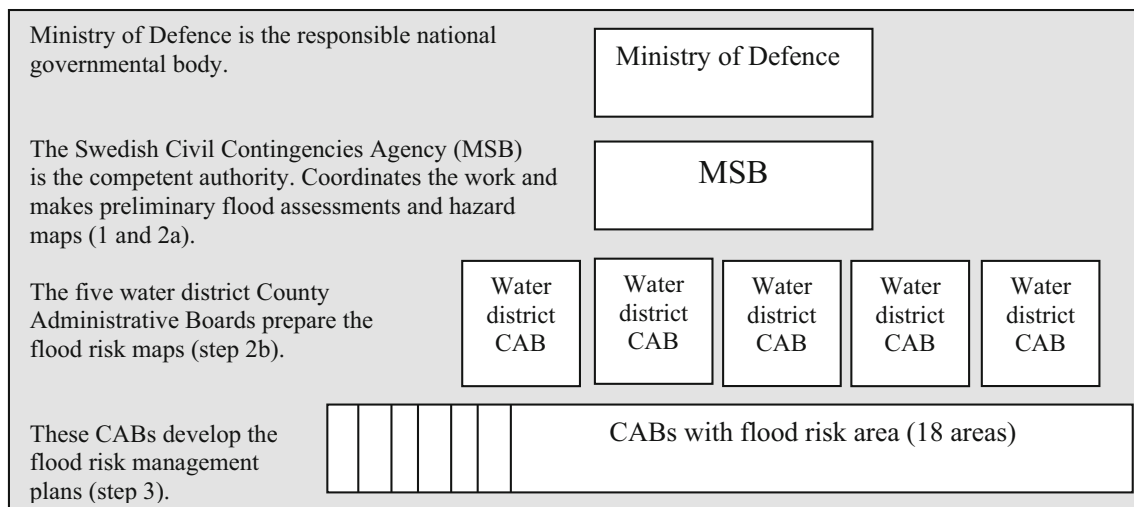 Ministry of Defence is the responsible national
governmental body.
Ministry of Defence
The Swedish Civil Contingencies Agency (MSB)
is the competent authority. Coordinates the work and
makes preliminary flood assessments and hazard
maps (1 and 2a).
MSB
The five water district County
Administrative Boards prepare the
flood risk maps (step 2b).
Water
district
CAB
Water
district
CAB
Water
district
CAB
Water
district
CAB
Water
district
CAB
These CABs develop the
flood risk management
plans (step 3).
CABs with flood risk area (18 areas)